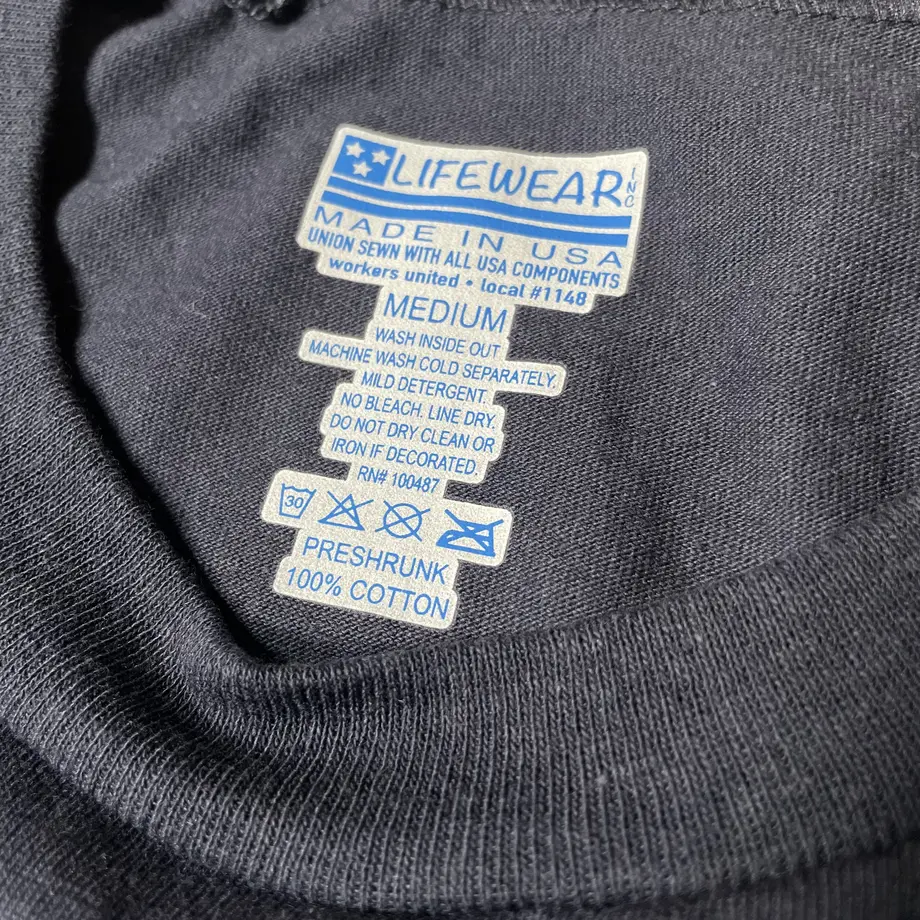 LIFEWEAR INC
MADE IN USA
UNION SEWN WITH ALL USA COMPONENTS
workers united • local #1148
MEDIUM
WASH INSIDE OUT
MACHINE WASH COLD SEPARATELY.
MILD DETERGENT.
NO BLEACH. LINE DRY.
DO NOT DRY CLEAN OR
IRON IF DECORATED.
RN# 100487
30
PRESHRUNK
100% COTTON